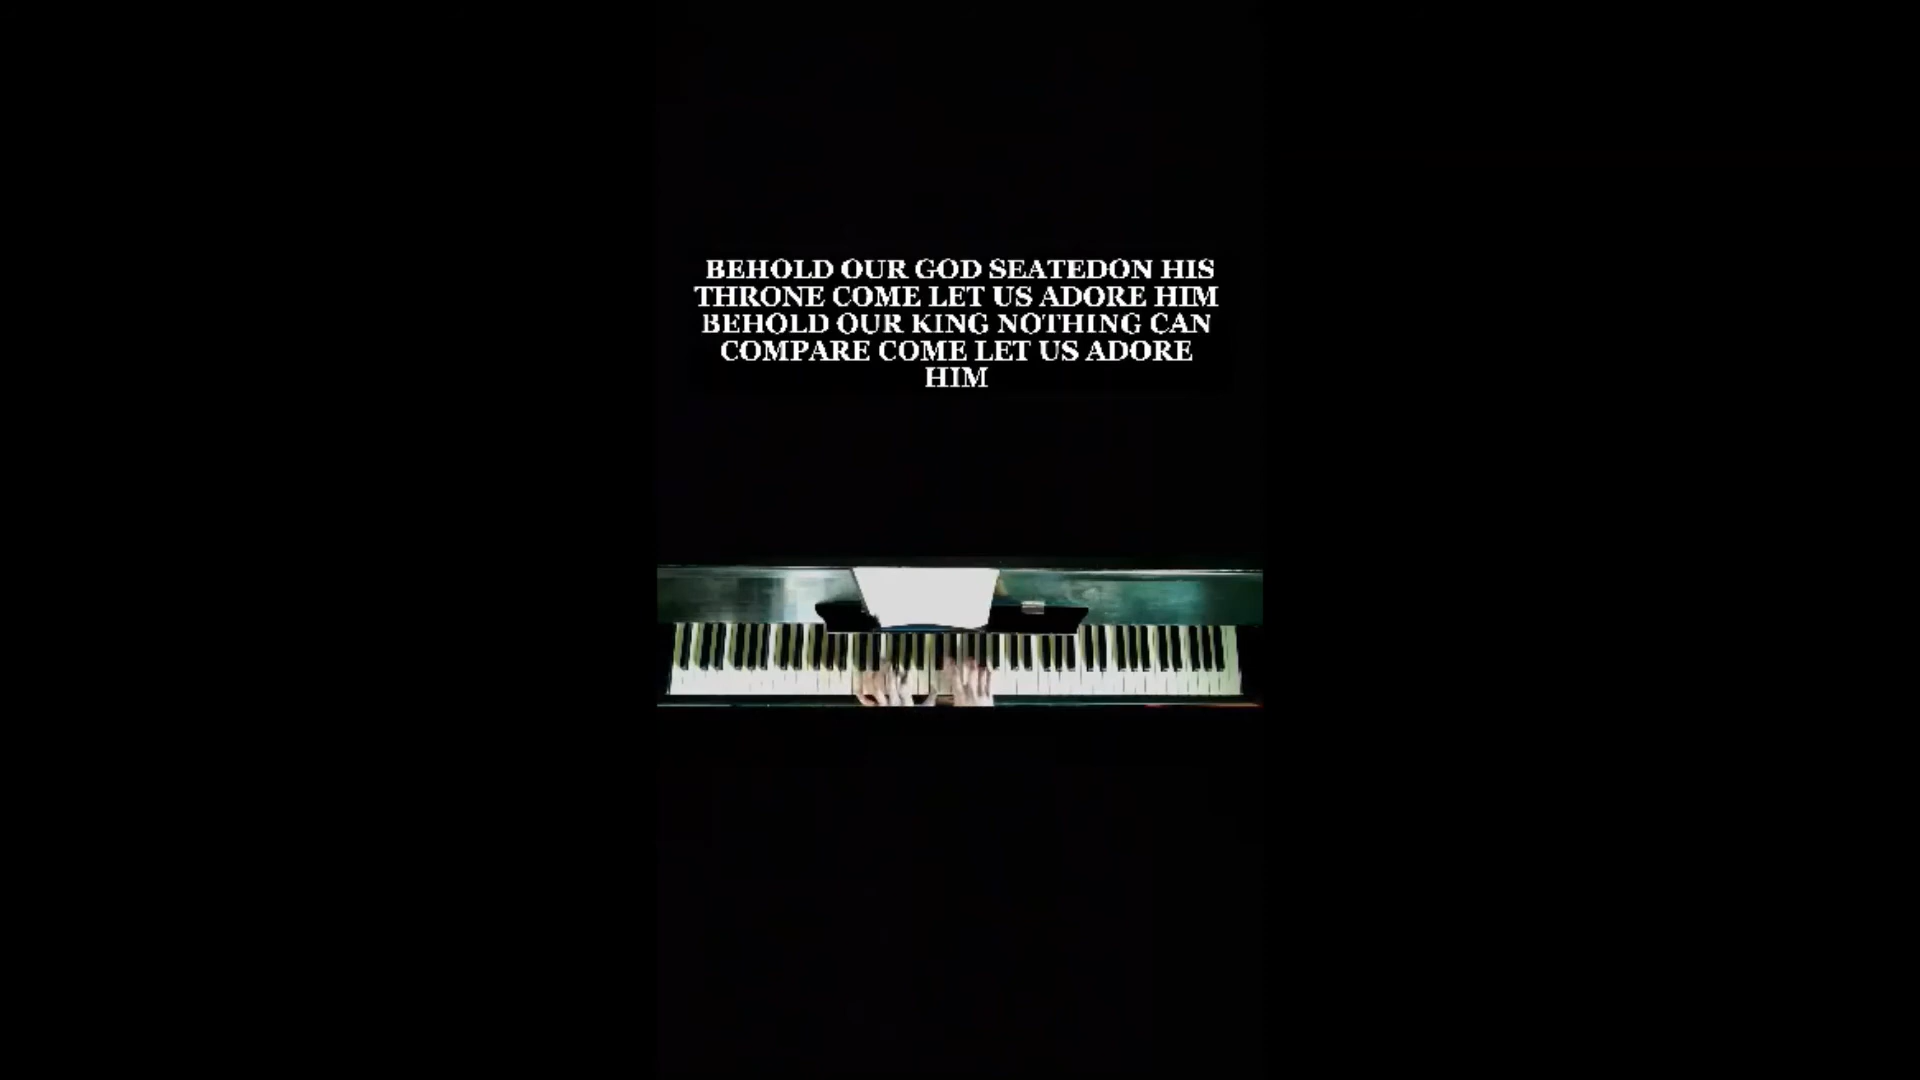 BEHOLD OUR GOD SEATEDON HIS
THRONE COME LET US ADORE HIM
BEHOLD OUR KING NOTHING CAN
COMPARE COME LET US ADORE
HIM